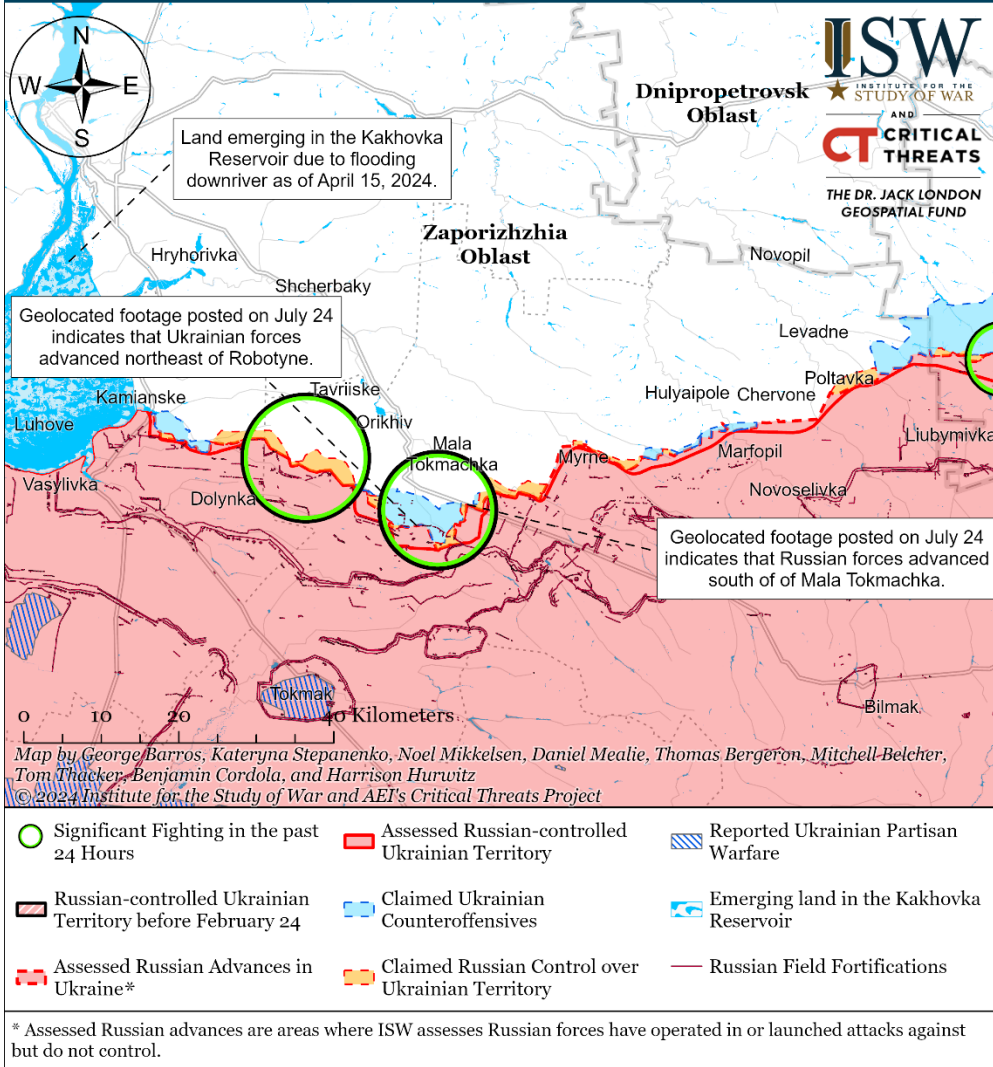 N
W
E
S
ISW
INSTITUTE FOR THE
STUDY OF WAR
AND
CT CRITICAL
THREATS
THE DR. JACK LONDON
GEOSPATIAL FUND
Dnipropetrovsk
Oblast
Land emerging in the Kakhovka
Reservoir due to flooding
downriver as of April 15, 2024.
Zaporizhzhia
Oblast
Hryhorivka
Novopil
Shcherbaky
Geolocated footage posted on July 24
indicates that Ukrainian forces
advanced northeast of Robotyne.
Levadne
Poltavka
Tavriiske
Hulyaipole
Chervone
Kamianske
Luhove
Orikhiv
Mala
Tokmachka
Myrne
Marfopil
Liubymivka
Vasylivka
Dolynka
Novoselivka
Geolocated footage posted on July 24
indicates that Russian forces advanced
south of of Mala Tokmachka.
Tokmak
Bilmak
0 10 20 40 Kilometers
Map by George Barros, Kateryna Stepanenko, Noel Mikkelsen, Daniel Mealie, Thomas Bergeron, Mitchell Belcher,
Tom Thacker, Benjamin Cordola, and Harrison Hurwitz
© 2024 Institute for the Study of War and AEI's Critical Threats Project
Significant Fighting in the past
24 Hours
Assessed Russian-controlled
Ukrainian Territory
Reported Ukrainian Partisan
Warfare
Russian-controlled Ukrainian
Territory before February 24
Claimed Ukrainian
Counteroffensives
Emerging land in the Kakhovka
Reservoir
Assessed Russian Advances in
Ukraine*
Claimed Russian Control over
Ukrainian Territory
Russian Field Fortifications
* Assessed Russian advances are areas where ISW assesses Russian forces have operated in or launched attacks against
but do not control.